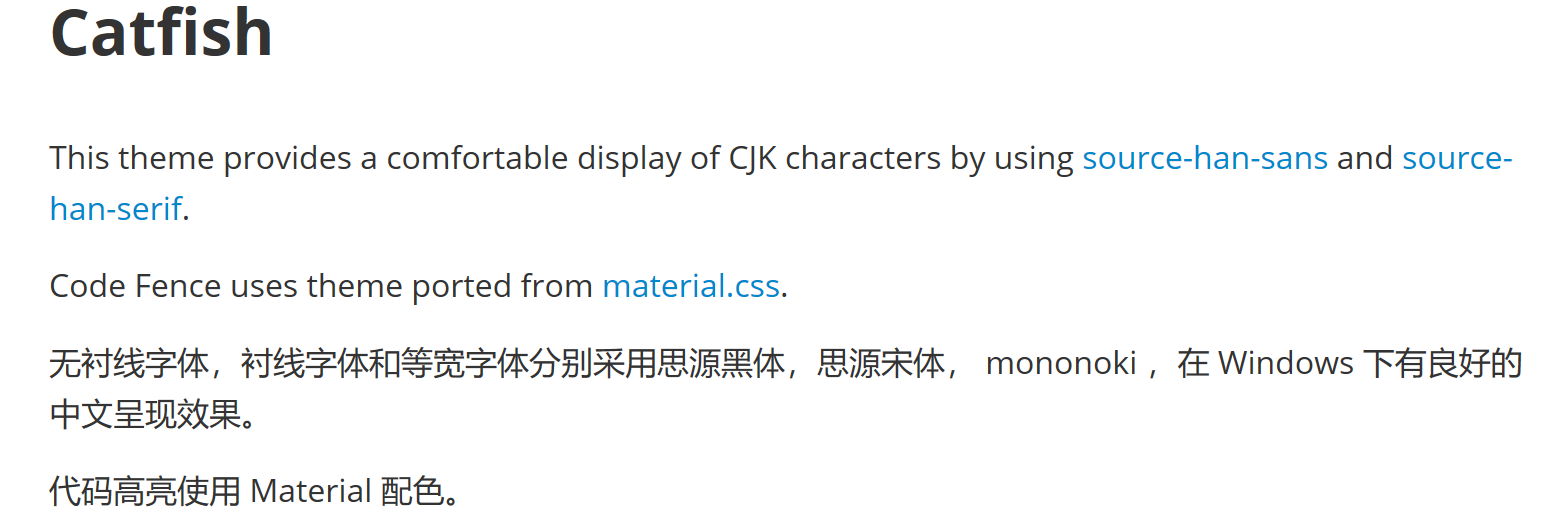 Catfish
This theme provides a comfortable display of CJK characters by using source-han-sans and source-
han-serif.
Code Fence uses theme ported from material.css.
无衬线字体，衬线字体和等宽字体分别采用思源黑体，思源宋体， mononoki ，在 Windows 下有良好的
中文呈现效果。
代码高亮使用 Material 配色。